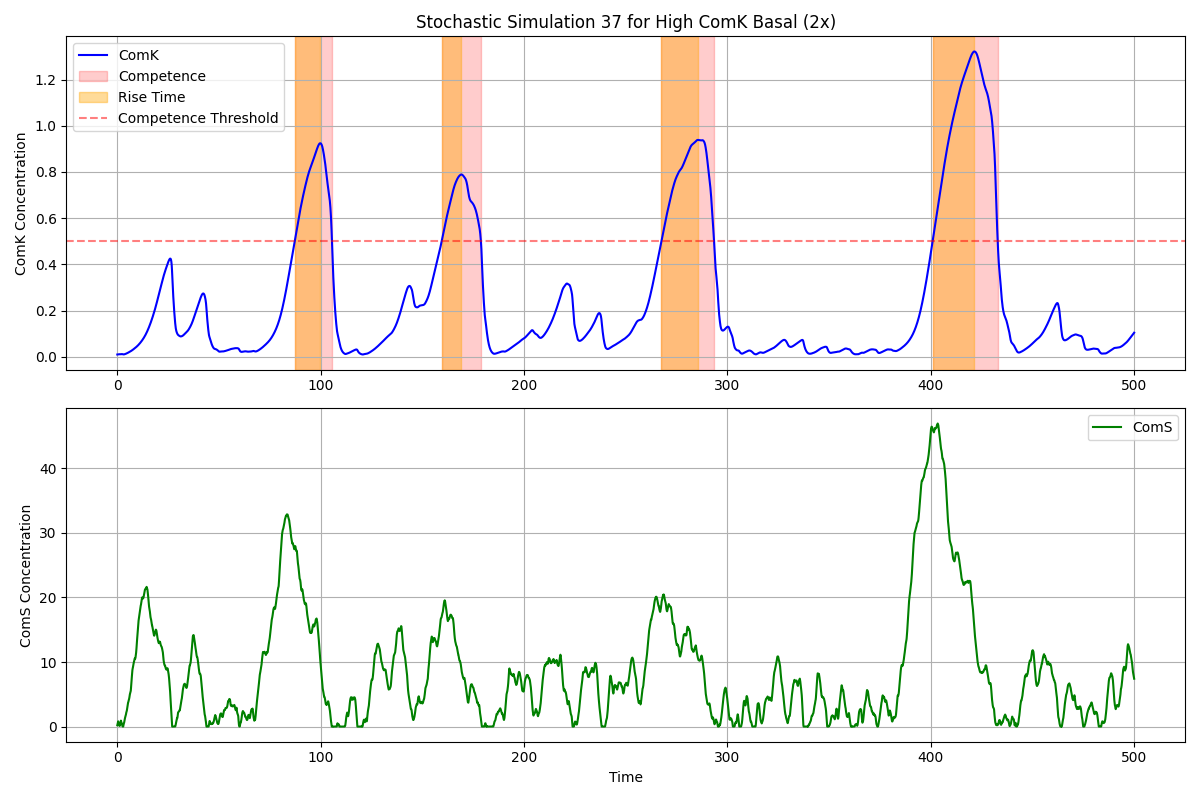 Stochastic Simulation 37 for High ComK Basal (2x)
ComK
Competence
Rise Time
Competence Threshold
ComK Concentration
1.2
1.0
0.8
0.6
0.4
0.2
0.0
0 100 200 300 400 500
ComS
ComS Concentration
40
30
20
10
0
0 100 200 300 400 500
Time